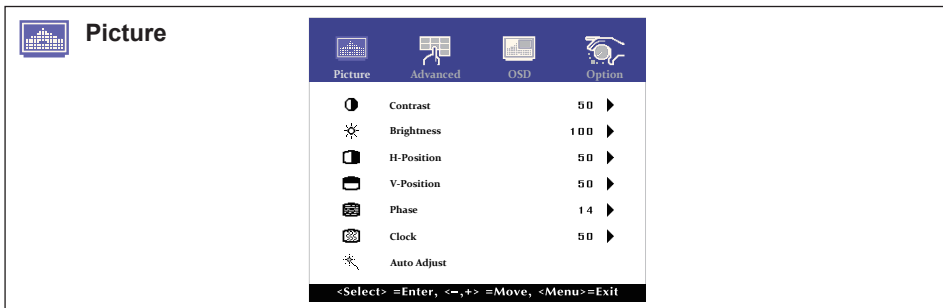 Picture
Picture Advanced OSD Option
Contrast 50
Brightness 100
H-Position 50
V-Position 50
Phase 14
Clock 50
Auto Adjust
<Select> =Enter, <–,+> =Move, <Menu>=Exit